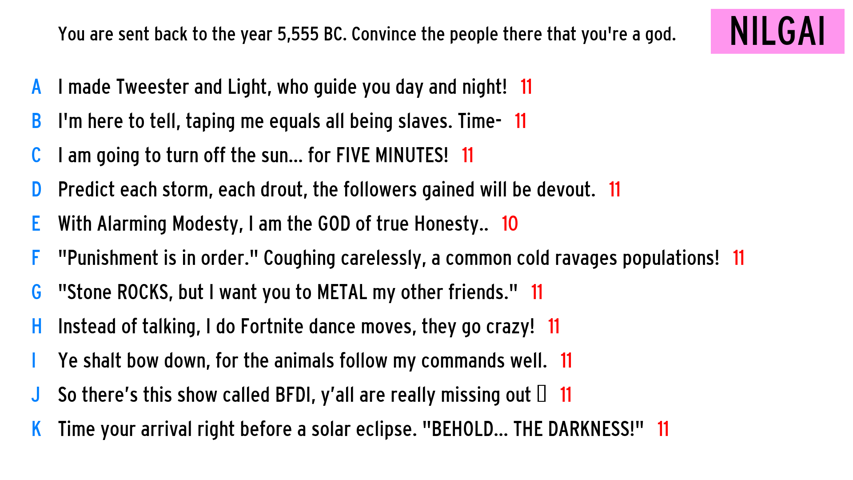 You are sent back to the year 5,555 BC. Convince the people there that you're a god.
NILGAI
A I made Tweester and Light, who guide you day and night! 11
B I'm here to tell, taping me equals all being slaves. Time- 11
C I am going to turn off the sun... for FIVE MINUTES! 11
D Predict each storm, each drout, the followers gained will be devout. 11
E With Alarming Modesty, I am the GOD of true Honesty.. 10
F "Punishment is in order." Coughing carelessly, a common cold ravages populations! 11
G "Stone ROCKS, but I want you to METAL my other friends." 11
H Instead of talking, I do Fortnite dance moves, they go crazy! 11
I Ye shalt bow down, for the animals follow my commands well. 11
J So there’s this show called BFDI, y’all are really missing out 11
K Time your arrival right before a solar eclipse. "BEHOLD... THE DARKNESS!" 11